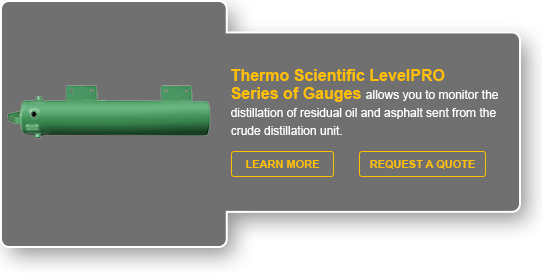 Thermo Scientific LevelPRO
Series of Gauges allows you to monitor the
distillation of residual oil and asphalt sent from the
crude distillation unit.
LEARN MORE
REQUEST A QUOTE